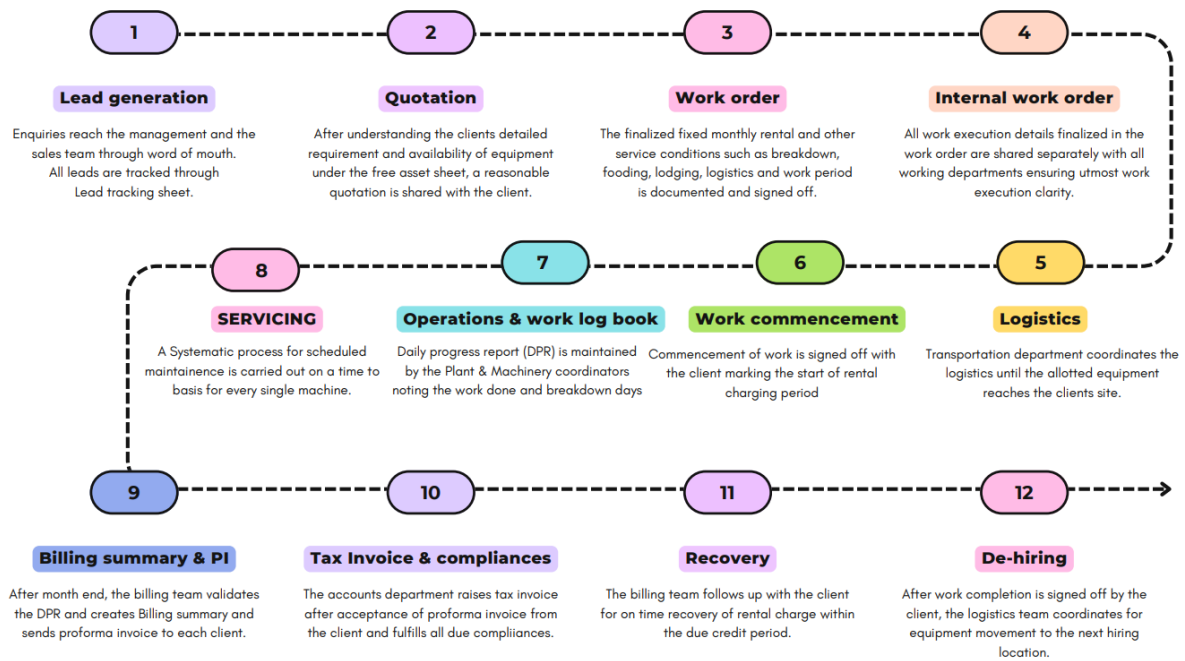 1
Lead generation
Enquiries reach the management and the
sales team through word of mouth.
All leads are tracked through
Lead tracking sheet.
2
Quotation
After understanding the clients detailed
requirement and availability of equipment
under the free asset sheet, a reasonable
quotation is shared with the client.
3
Work order
The finalized fixed monthly rental and other
service conditions such as breakdown,
fooding, lodging, logistics and work period
is documented and signed off.
4
Internal work order
All work execution details finalized in the
work order are shared separately with all
working departments ensuring utmost work
execution clarity.
5
Logistics
Transportation department coordinates the
logistics until the allotted equipment
reaches the clients site.
6
Work commencement
Commencement of work is signed off with
the client marking the start of rental
charging period
7
Operations & work log book
Daily progress report (DPR) is maintained
by the Plant & Machinery coordinators
noting the work done and breakdown days
8
SERVICING
A Systematic process for scheduled
maintainence is carried out on a time to
basis for every single machine.
9
Billing summary & PI
After month end, the billing team validates
the DPR and creates Billing summary and
sends proforma invoice to each client.
10
Tax Invoice & compliances
The accounts department raises tax invoice
after acceptance of proforma invoice from
the client and fulfills all due compliiances.
11
Recovery
The billing team follows up with the client
for on time recovery of rental charge within
the due credit period.
12
De-hiring
After work completion is signed off by the
client, the logistics team coordinates for
equipment movement to the next hiring
location.